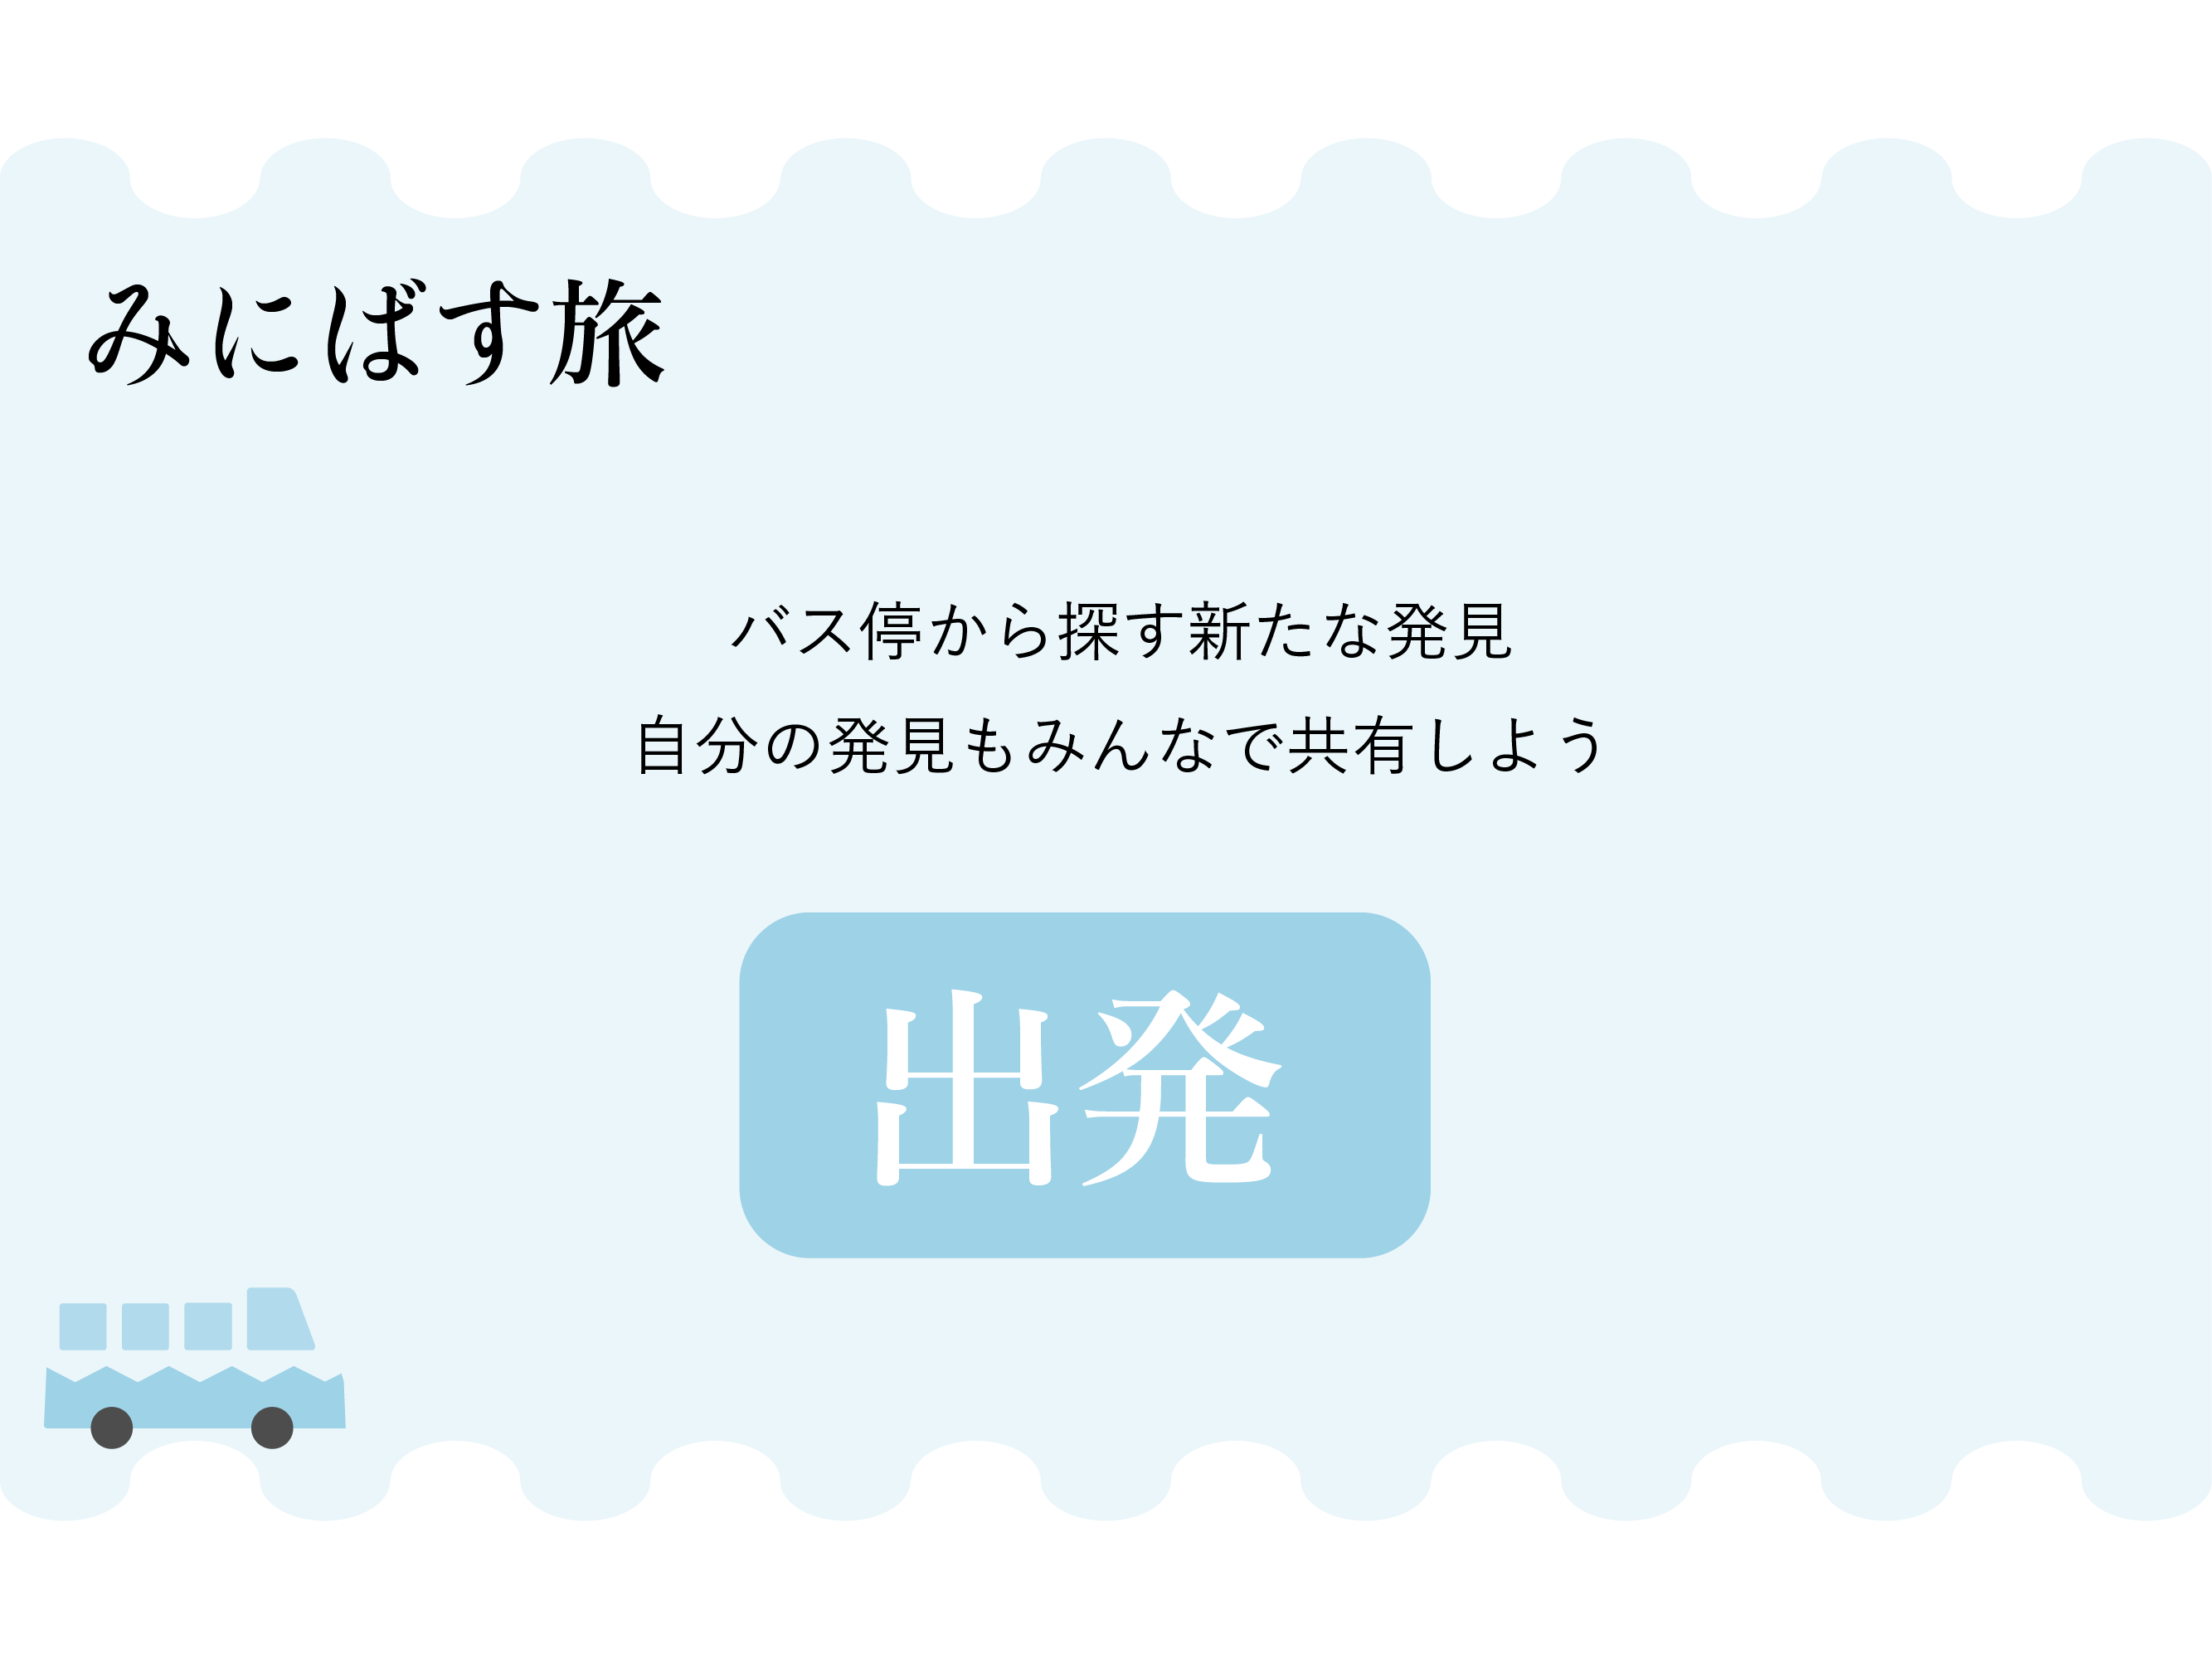 みにばす旅
バス停から探す新たな発見
自分の発見もみんなで共有しよう
出発